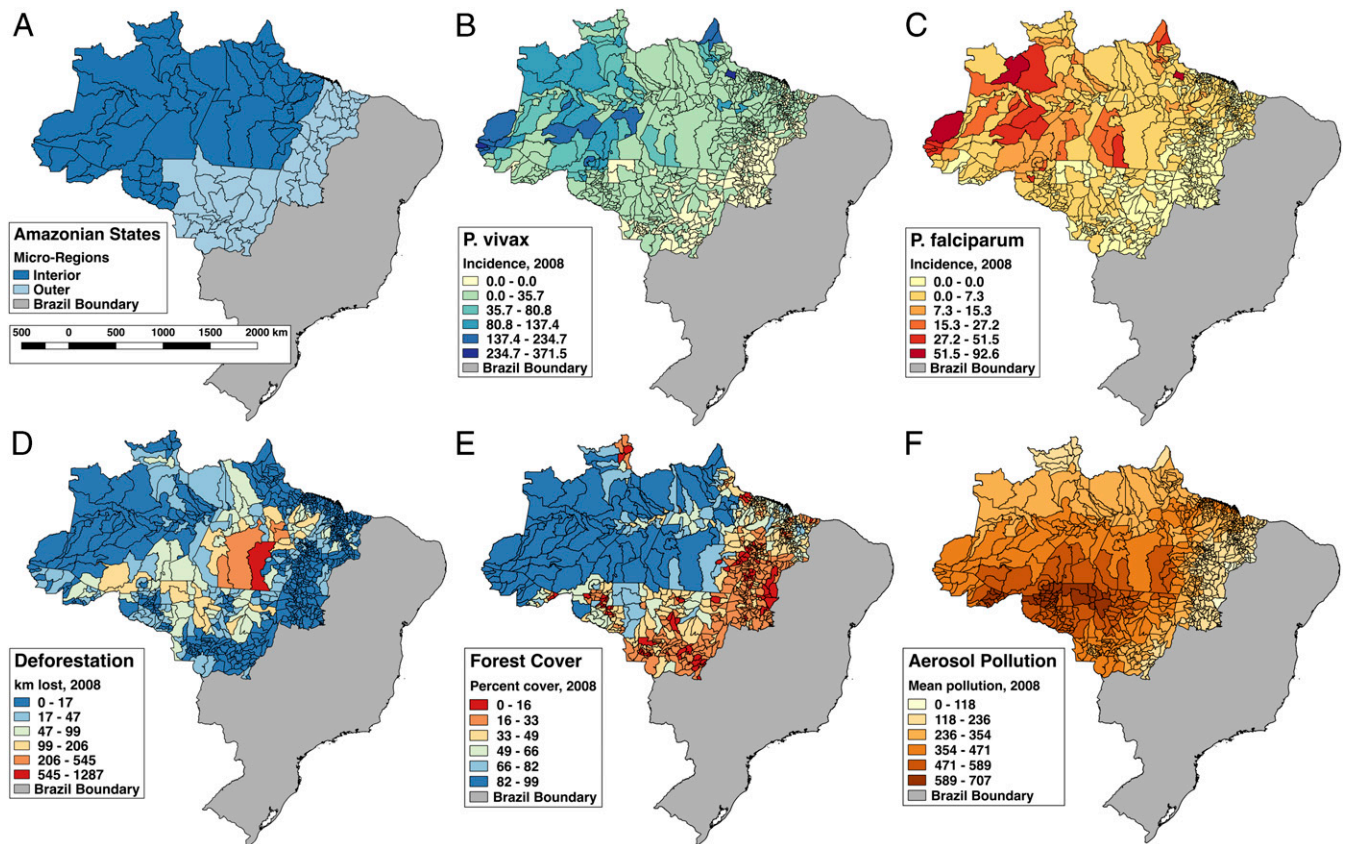 A
Amazonian States
Micro-Regions
Interior
Outer
Brazil Boundary
500 0 500 1000 1500 2000 km
B
P. vivax
Incidence, 2008
0.0 - 0.0
0.0 - 35.7
35.7 - 80.8
80.8 - 137.4
137.4 - 234.7
234.7 - 371.5
Brazil Boundary
C
P. falciparum
Incidence, 2008
0.0 - 0.0
0.0 - 7.3
7.3 - 15.3
15.3 - 27.2
27.2 - 51.5
51.5 - 92.6
Brazil Boundary
D
Deforestation
km lost, 2008
0 - 17
17 - 47
47 - 99
99 - 206
206 - 545
545 - 1287
Brazil Boundary
E
Forest Cover
Percent cover, 2008
0 - 16
16 - 33
33 - 49
49 - 66
66 - 82
82 - 99
Brazil Boundary
F
Aerosol Pollution
Mean pollution, 2008
0 - 118
118 - 236
236 - 354
354 - 471
471 - 589
589 - 707
Brazil Boundary